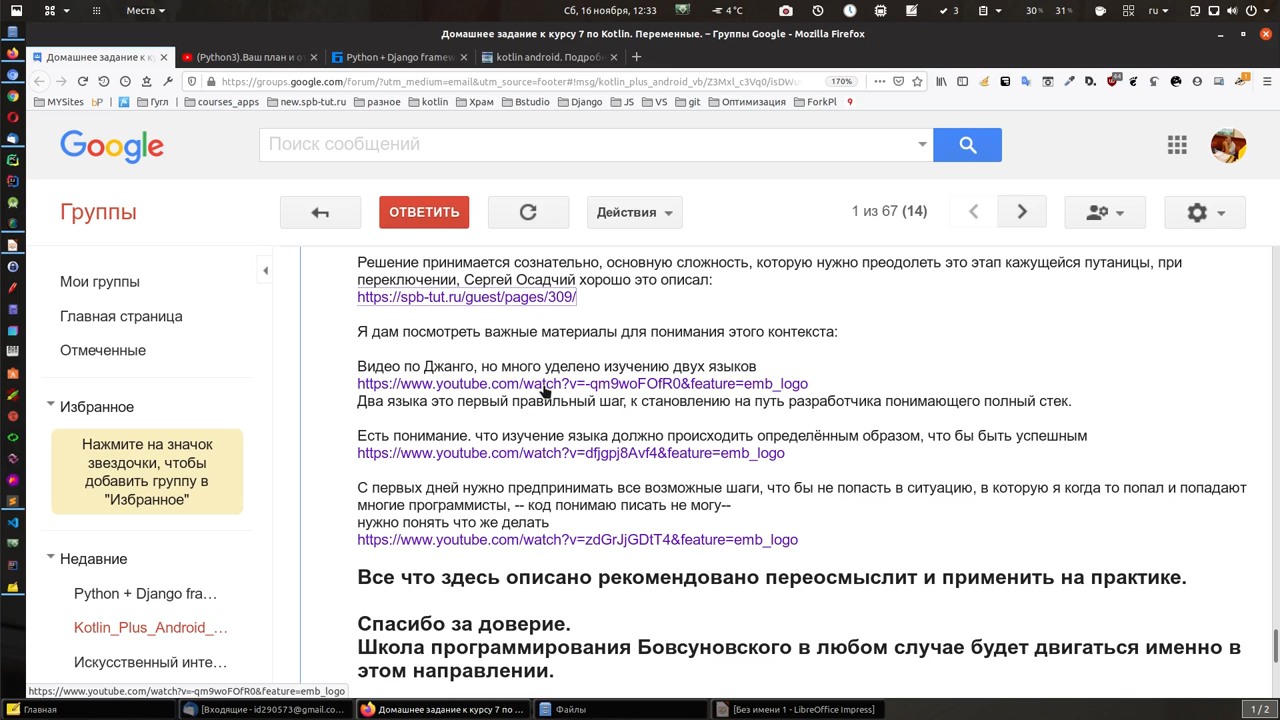 Места
Сб, 16 ноября, 12:33
4°C
3
30%
31%
ru
Домашнее задание к курсу 7 по Kotlin. Переменные. – Группы Google - Mozilla Firefox
Домашнее задание к ку
(Python3).Ваш план и о
Python + Django framew
kotlin android. Подроб
https://groups.google.com/forum/?utm_medium=email&utm_source=footer#!msg/kotlin_plus_android_vb/Z3Mxl_c3Vq0/isDWu
170%
MYSites
Гугл
courses_apps
new.spb-tut.ru
разное
kotlin
Храм
Bstudio
Django
JS
VS
git
Оптимизация
ForkPl
9
Google
Поиск сообщений
Группы
ОТВЕТИТЬ
Действия
1 из 67 (14)
Мои группы
Главная страница
Отмеченные
Избранное
Нажмите на значок
звездочки, чтобы
добавить группу в
"Избранное"
Недавние
Python + Django fra…
Kotlin_Plus_Android_…
Искусственный инте…
Решение принимается сознательно, основную сложность, которую нужно преодолеть это этап кажущейся путаницы, при
переключении, Сергей Осадчий хорошо это описал:
https://spb-tut.ru/guest/pages/309/
Я дам посмотреть важные материалы для понимания этого контекста:
Видео по Джанго, но много уделено изучению двух языков
https://www.youtube.com/watch?v=-qm9woFOfR0&feature=emb_logo
Два языка это первый правильный шаг, к становлению на путь разработчика понимающего полный стек.
Есть понимание. что изучение языка должно происходить определённым образом, что бы быть успешным
https://www.youtube.com/watch?v=dfjgpj8Avf4&feature=emb_logo
С первых дней нужно предпринимать все возможные шаги, что бы не попасть в ситуацию, в которую я когда то попал и попадают
многие программисты, -- код понимаю писать не могу--
нужно понять что же делать
https://www.youtube.com/watch?v=zdGrJjGDtT4&feature=emb_logo
Все что здесь описано рекомендовано переосмыслит и применить на практике.
Спасибо за доверие.
Школа программирования Бовсуновского в любом случае будет двигаться именно в
этом направлении.
https://www.youtube.com/watch?v=-qm9woFOfR0&feature=emb_logo
Главная
[Входящие - id290573@gmail.co...
Домашнее задание к курсу 7 по ...
Файлы
[Без имени 1 - LibreOffice Impress]
1 / 2